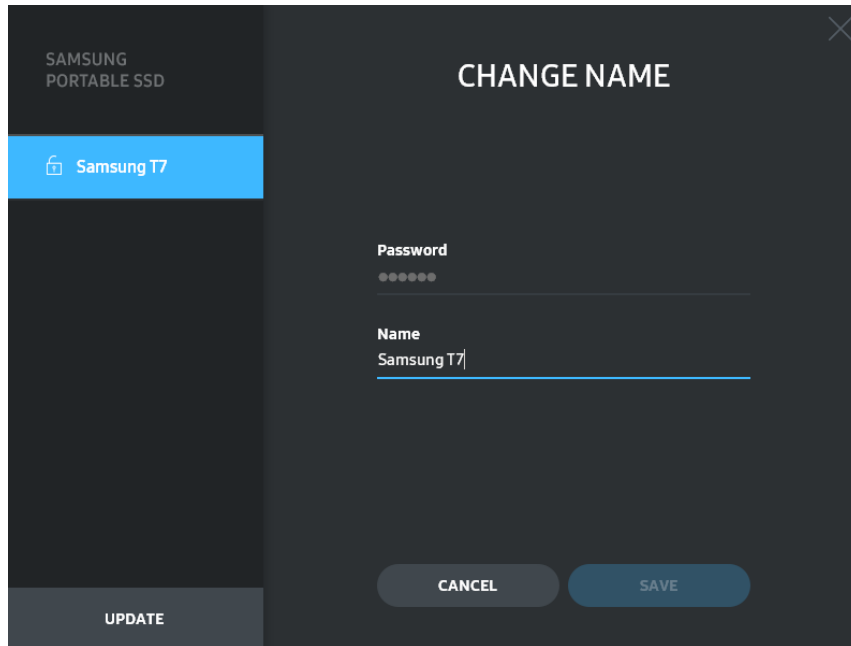 SAMSUNG
PORTABLE SSD
Samsung T7
UPDATE
CHANGE NAME
Password
●●●●●●
Name
Samsung T7
CANCEL
SAVE